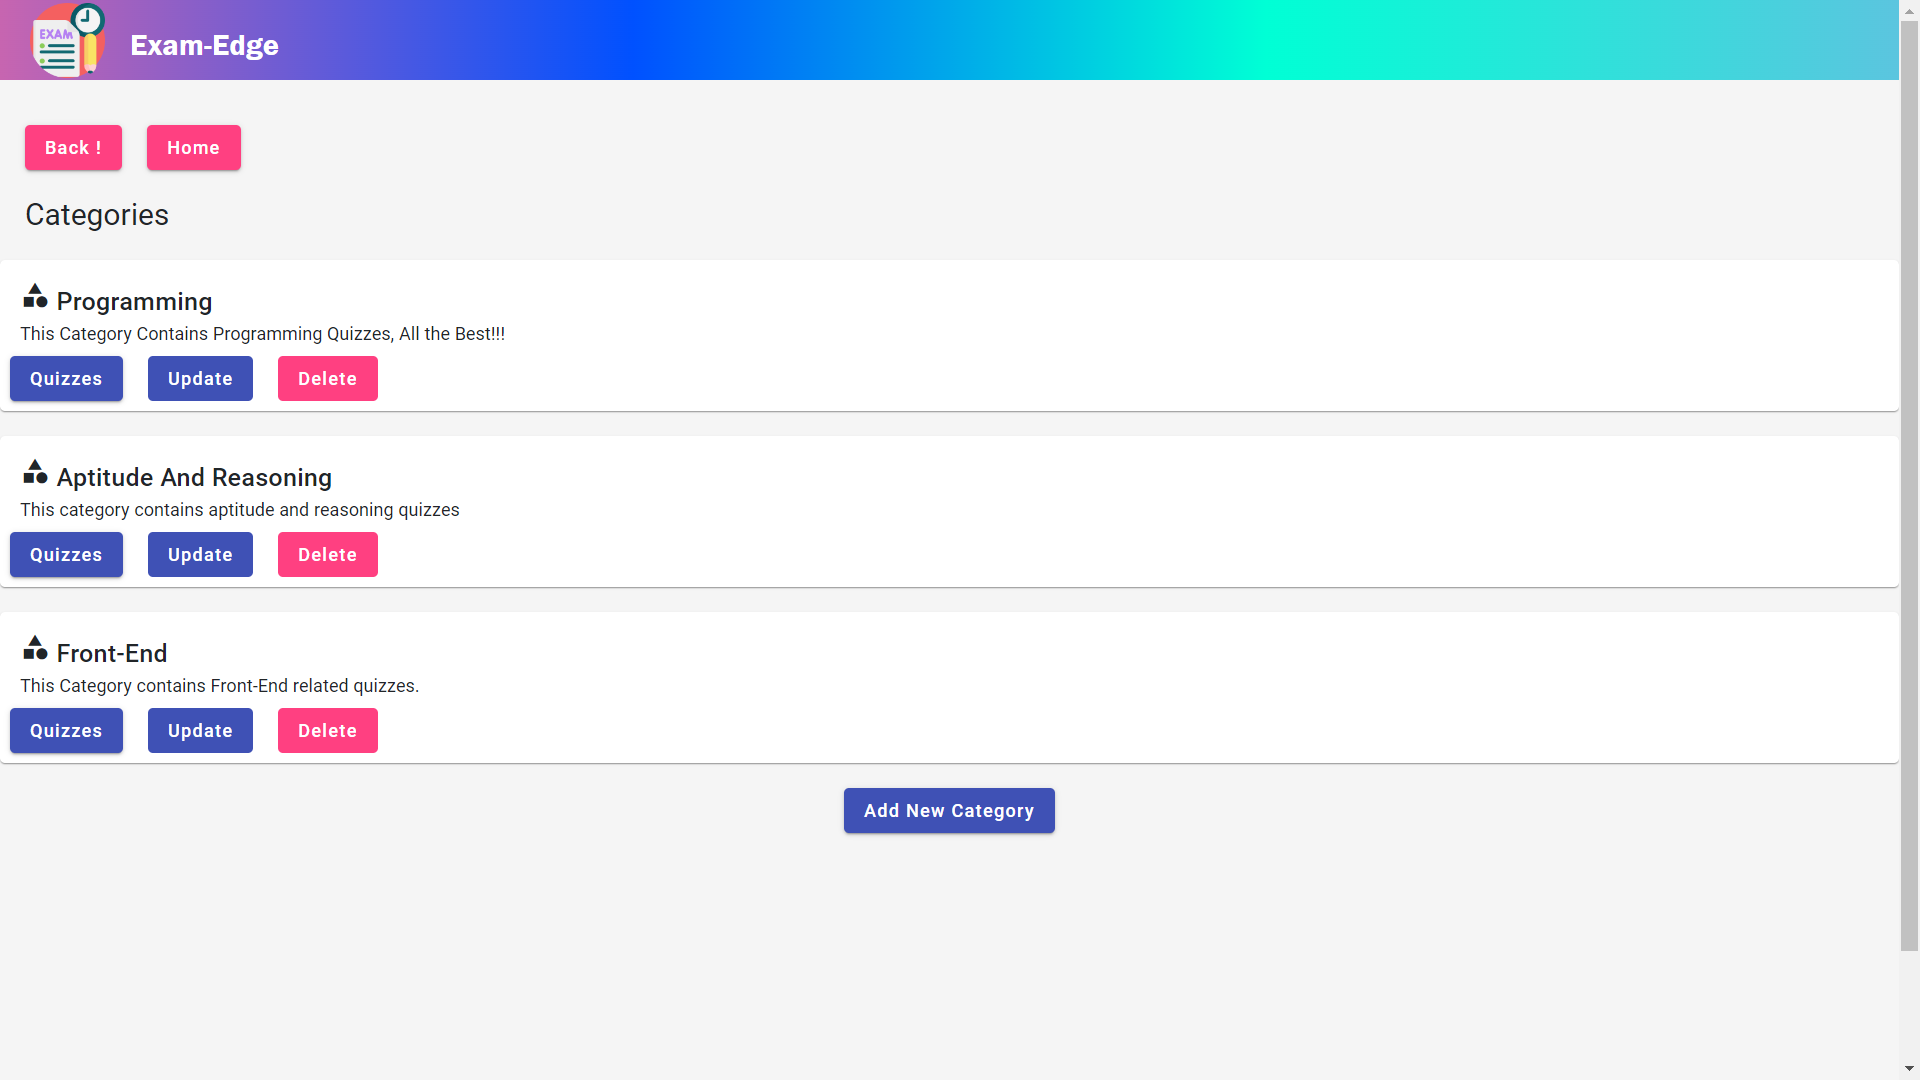 EXAM
Exam-Edge
Back !
Home
Categories
Programming
This Category Contains Programming Quizzes, All the Best!!!
Quizzes
Update
Delete
Aptitude And Reasoning
This category contains aptitude and reasoning quizzes
Quizzes
Update
Delete
Front-End
This Category contains Front-End related quizzes.
Quizzes
Update
Delete
Add New Category